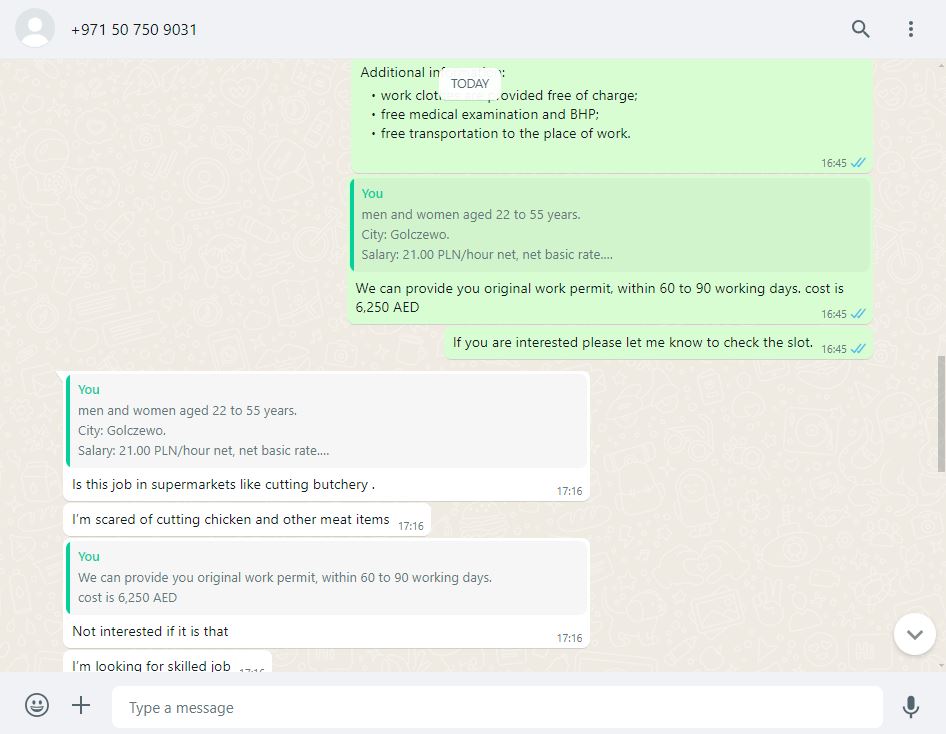 +971 50 750 9031
Additional information:
TODAY
• work clothes are provided free of charge;
• free medical examination and BHP;
• free transportation to the place of work.
16:45
You
men and women aged 22 to 55 years.
City: Golczewo.
Salary: 21.00 PLN/hour net, net basic rate....
We can provide you original work permit, within 60 to 90 working days. cost is
6,250 AED
16:45
If you are interested please let me know to check the slot.
16:45
You
men and women aged 22 to 55 years.
City: Golczewo.
Salary: 21.00 PLN/hour net, net basic rate....
Is this job in supermarkets like cutting butchery .
17:16
I'm scared of cutting chicken and other meat items
17:16
You
We can provide you original work permit, within 60 to 90 working days.
cost is 6,250 AED
Not interested if it is that
17:16
I'm looking for skilled job
17:16
Type a message